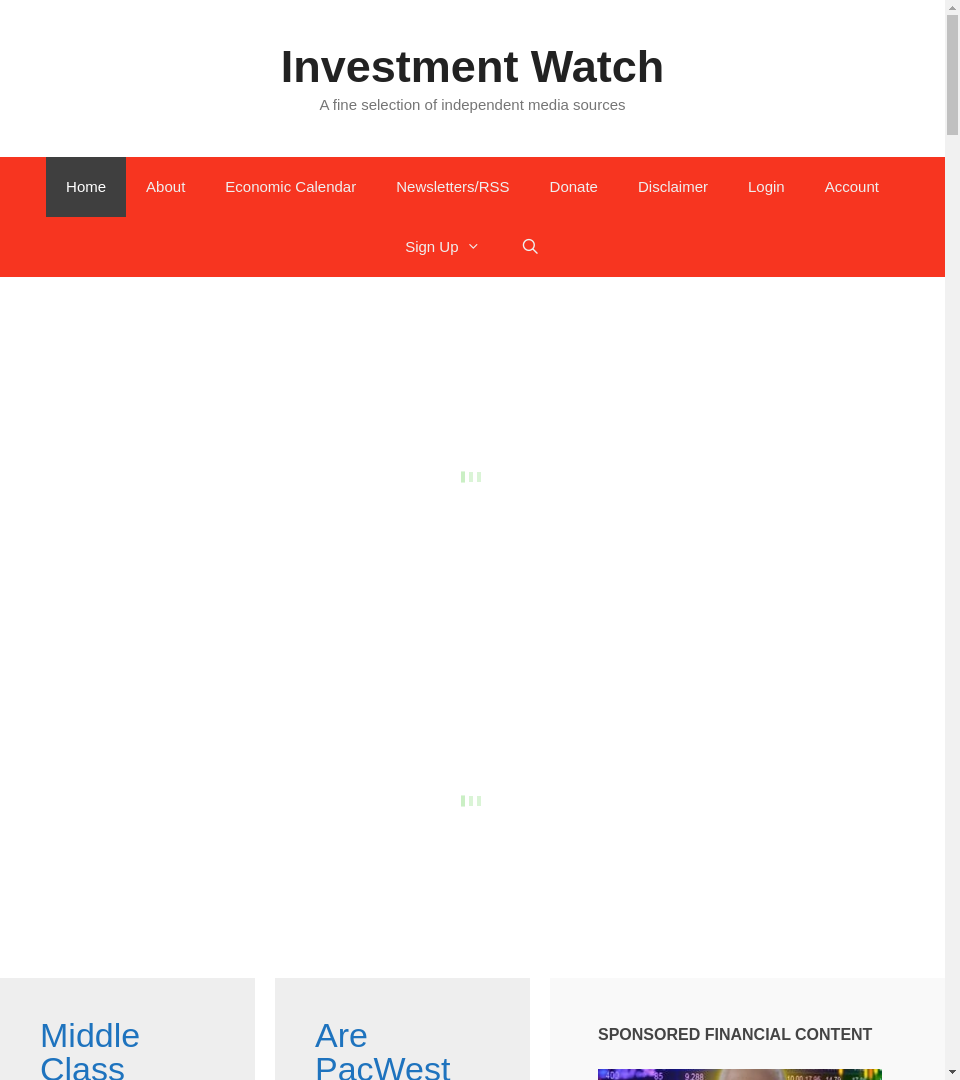 Investment Watch
A fine selection of independent media sources
Home About Economic Calendar Newsletters/RSS Donate Disclaimer Login Account
Sign Up
Middle
Class
Are
PacWest
SPONSORED FINANCIAL CONTENT